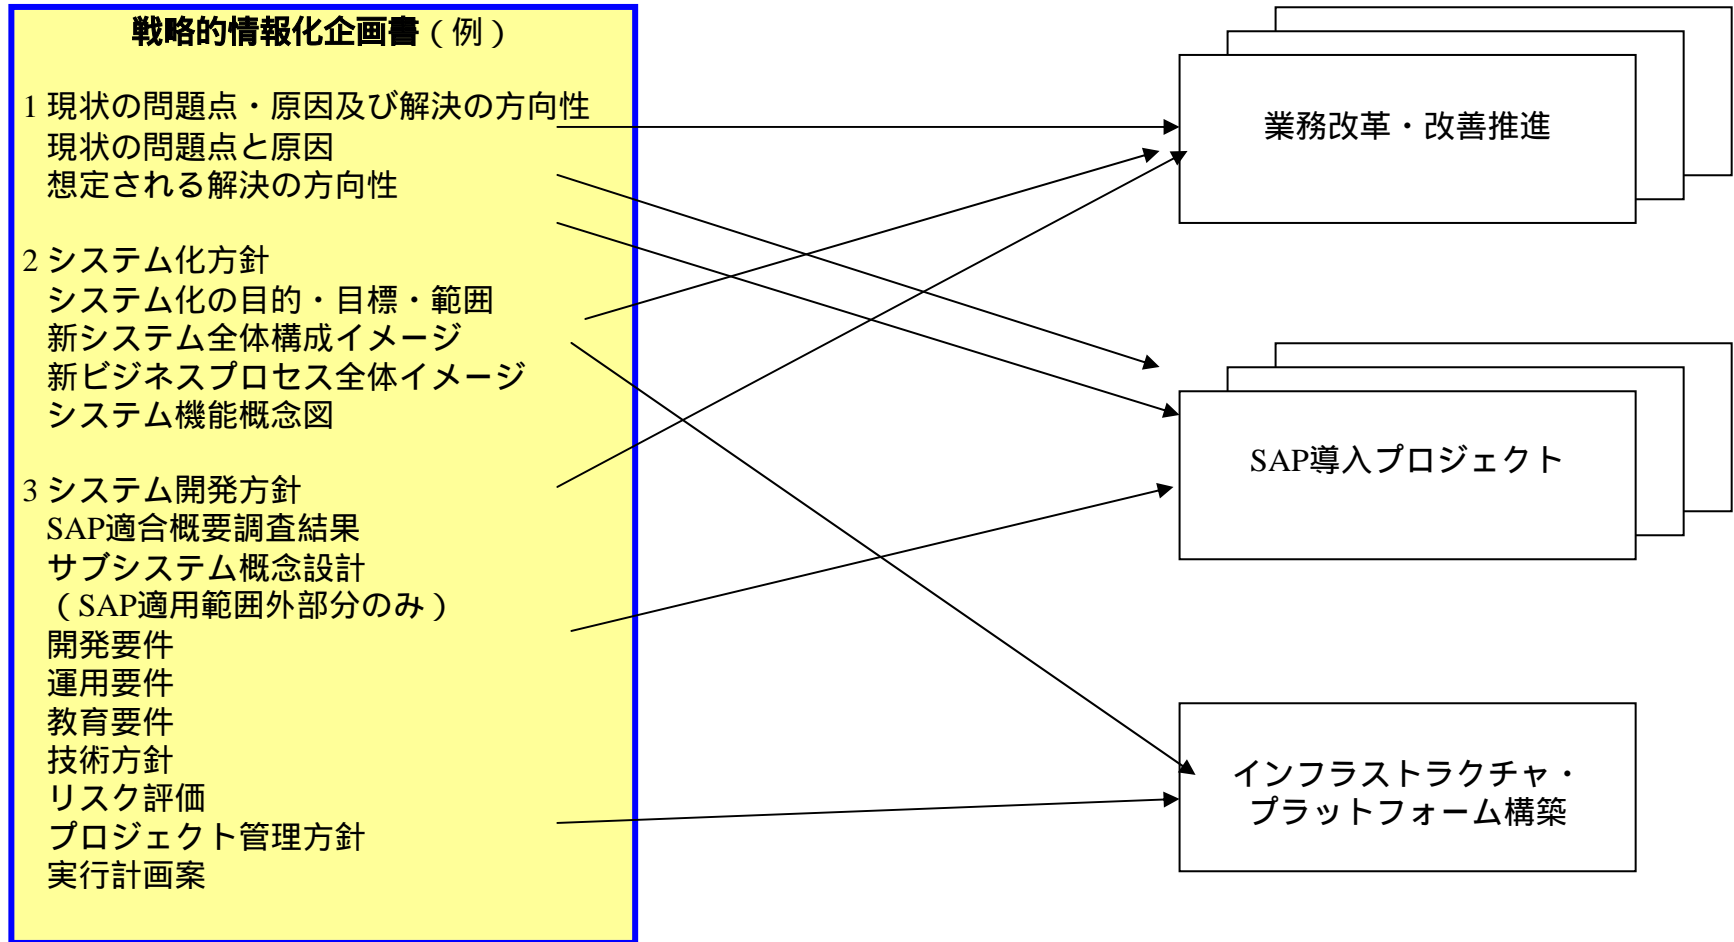 戦略的情報化企画書（例）
1 現状の問題点・原因及び解決の方向性
現状の問題点と原因
想定される解決の方向性
2 システム化方針
システム化の目的・目標・範囲
新システム全体構成イメージ
新ビジネスプロセス全体イメージ
システム機能概念図
3 システム開発方針
SAP適合概要調査結果
サブシステム概念設計
（SAP適用範囲外部分のみ）
開発要件
運用要件
教育要件
技術方針
リスク評価
プロジェクト管理方針
実行計画案
業務改革・改善推進
SAP導入プロジェクト
インフラストラクチャ・
プラットフォーム構築